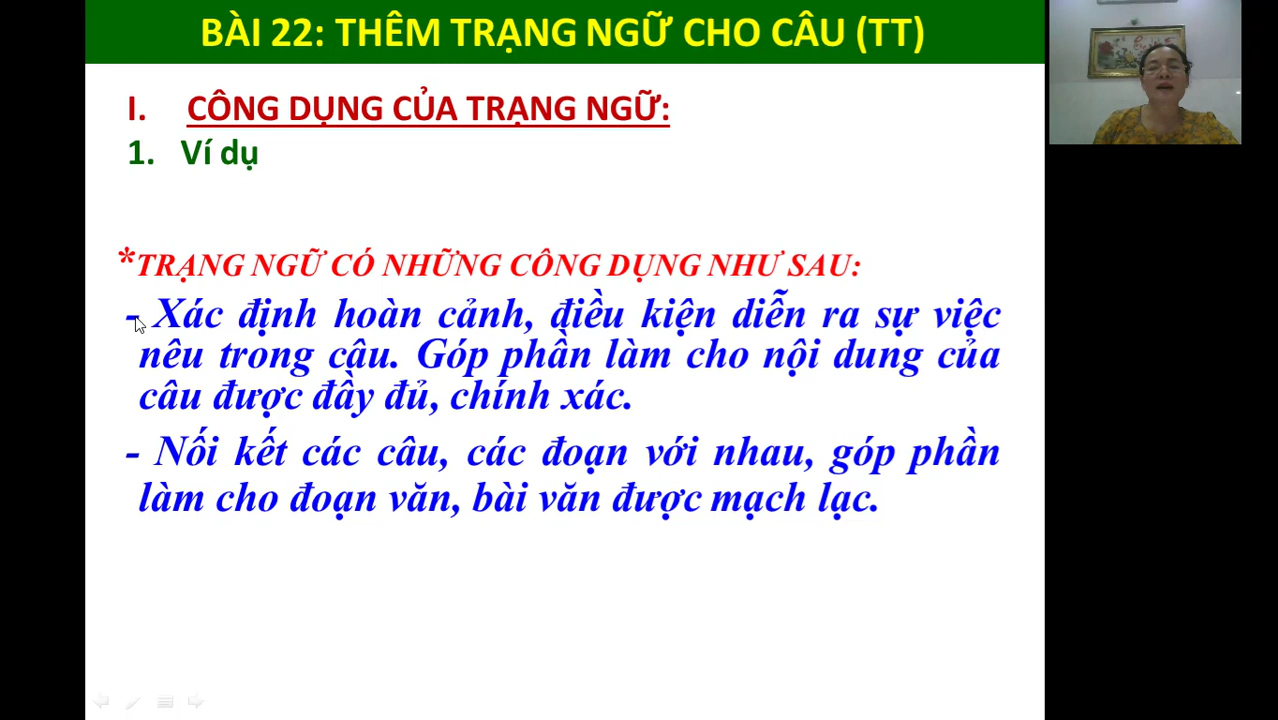 BÀI 22: THÊM TRẠNG NGỮ CHO CÂU (TT)
I. CÔNG DỤNG CỦA TRẠNG NGỮ:
1. Ví dụ
*TRẠNG NGỮ CÓ NHỮNG CÔNG DỤNG NHƯ SAU:
- Xác định hoàn cảnh, điều kiện diễn ra sự việc
nêu trong câu. Góp phần làm cho nội dung của
câu được đầy đủ, chính xác.
- Nối kết các câu, các đoạn với nhau, góp phần
làm cho đoạn văn, bài văn được mạch lạc.